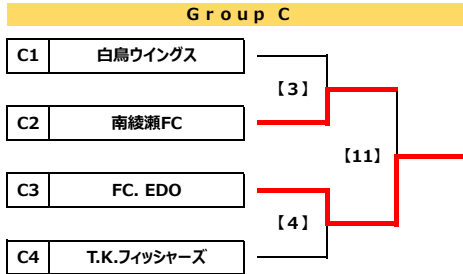 Group C
C1 白鳥ウイングス
【3】
C2 南綾瀬FC
【11】
C3 FC. EDO
【4】
C4 T.K.フィッシャーズ